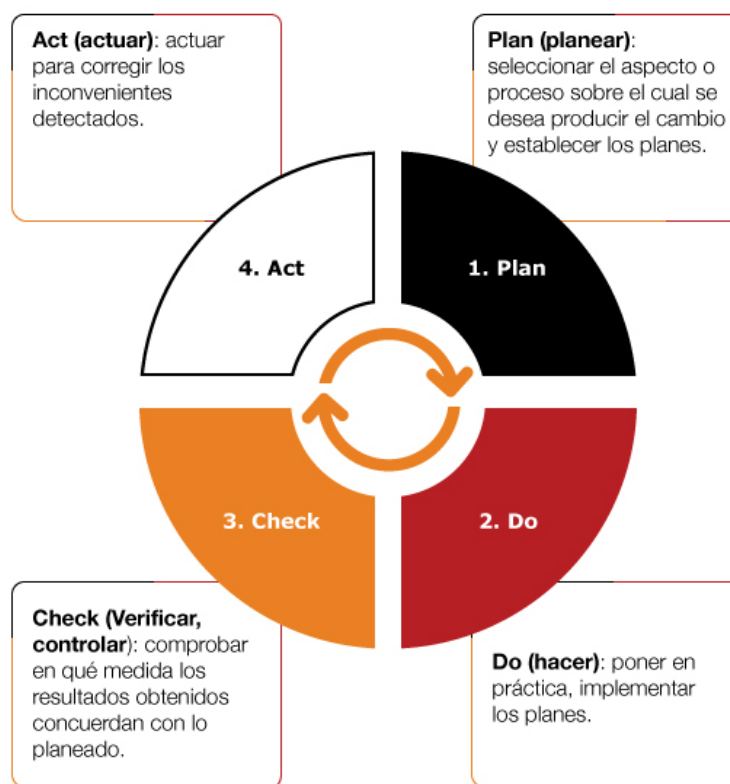 Act (actuar): actuar
para corregir los
inconvenientes
detectados.
Plan (planear):
seleccionar el aspecto o
proceso sobre el cual se
desea producir el cambio
y establecer los planes.
4. Act
1. Plan
3. Check
2. Do
Check (Verificar,
controlar): comprobar
en qué medida los
resultados obtenidos
concuerdan con lo
planeado.
Do (hacer): poner en
práctica, implementar
los planes.